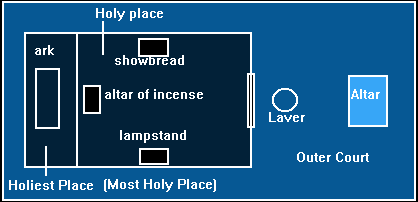 Holy place
ark
showbread
altar of incense
Altar
Laver
lampstand
Outer Court
Holiest Place (Most Holy Place)